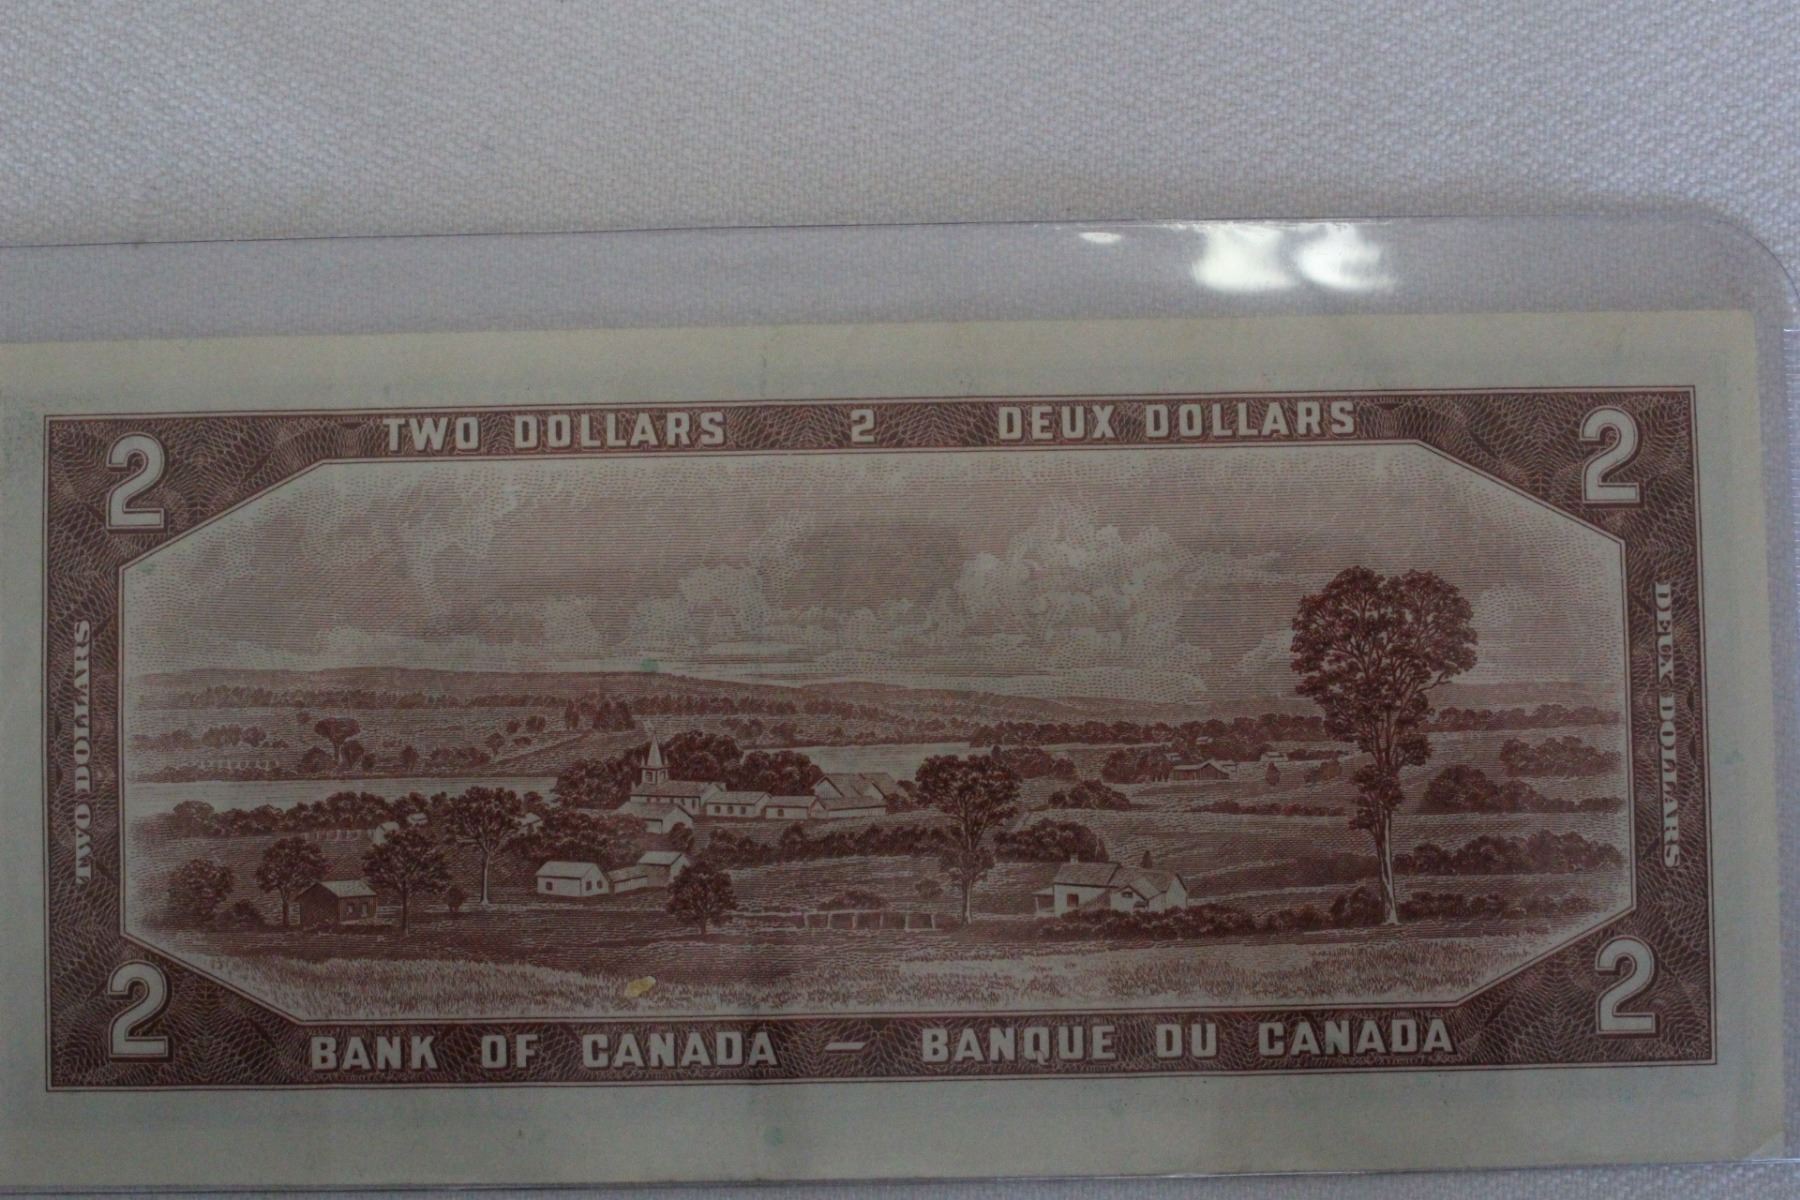 TWO DOLLARS 2 DEUX DOLLARS
2 2
TWO DOLLARS
DEUX DOLLARS
2 2
BANK OF CANADA — BANQUE DU CANADA